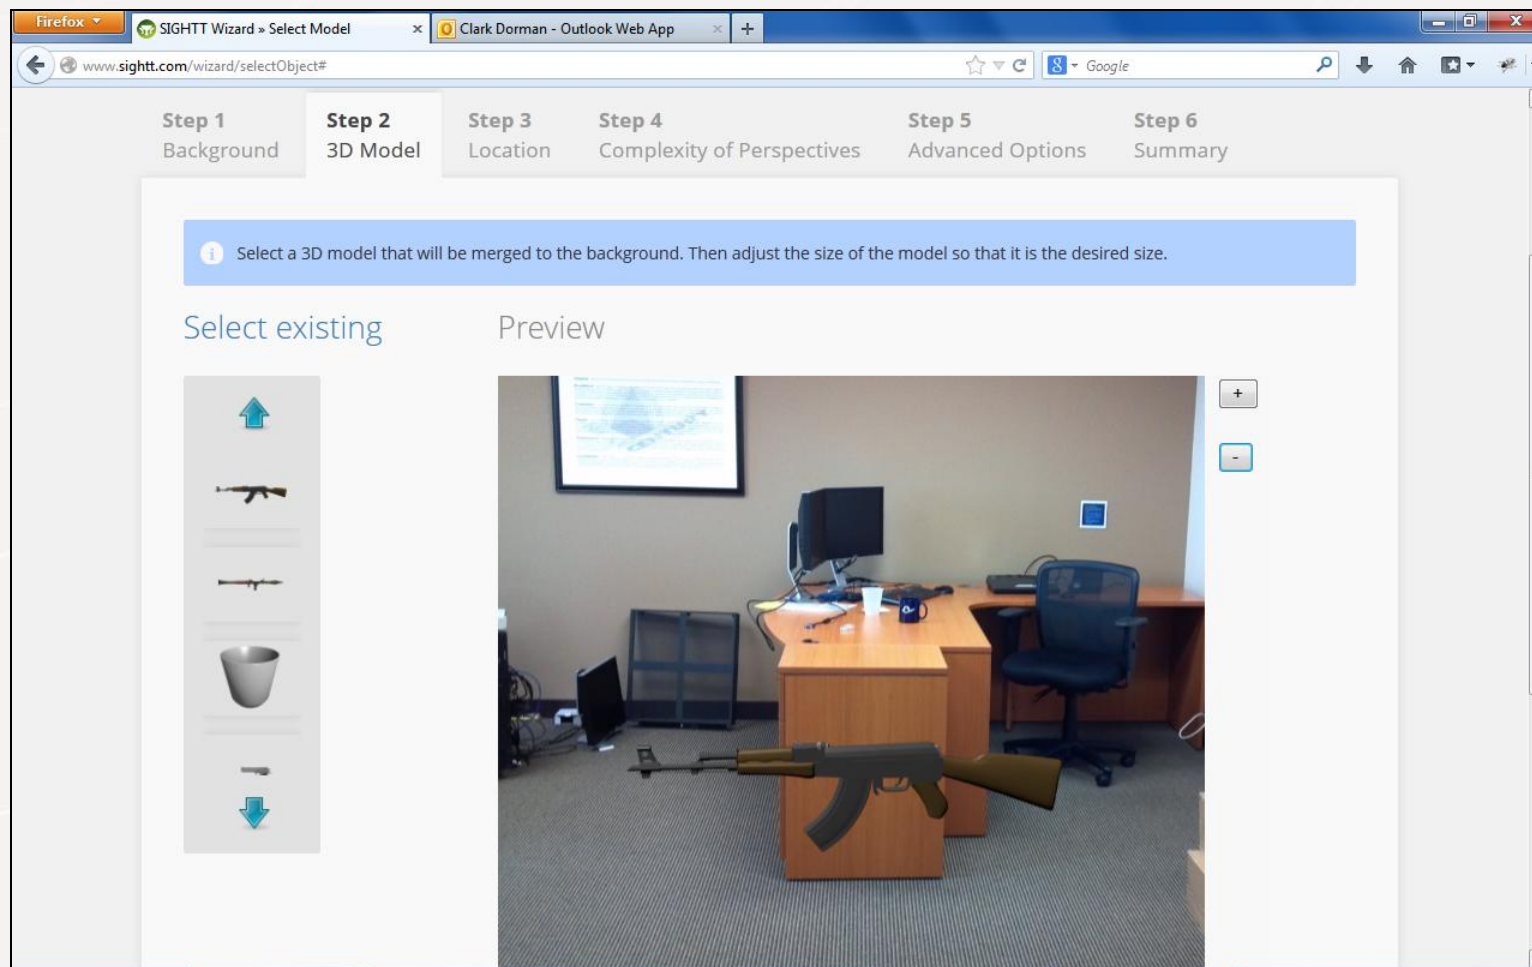 Firefox
SIGHTT Wizard » Select Model
Clark Dorman - Outlook Web App
www.sightt.com/wizard/selectObject#
Google
Step 1
Background
Step 2
3D Model
Step 3
Location
Step 4
Complexity of Perspectives
Step 5
Advanced Options
Step 6
Summary
Select a 3D model that will be merged to the background. Then adjust the size of the model so that it is the desired size.
Select existing
Preview
+
-